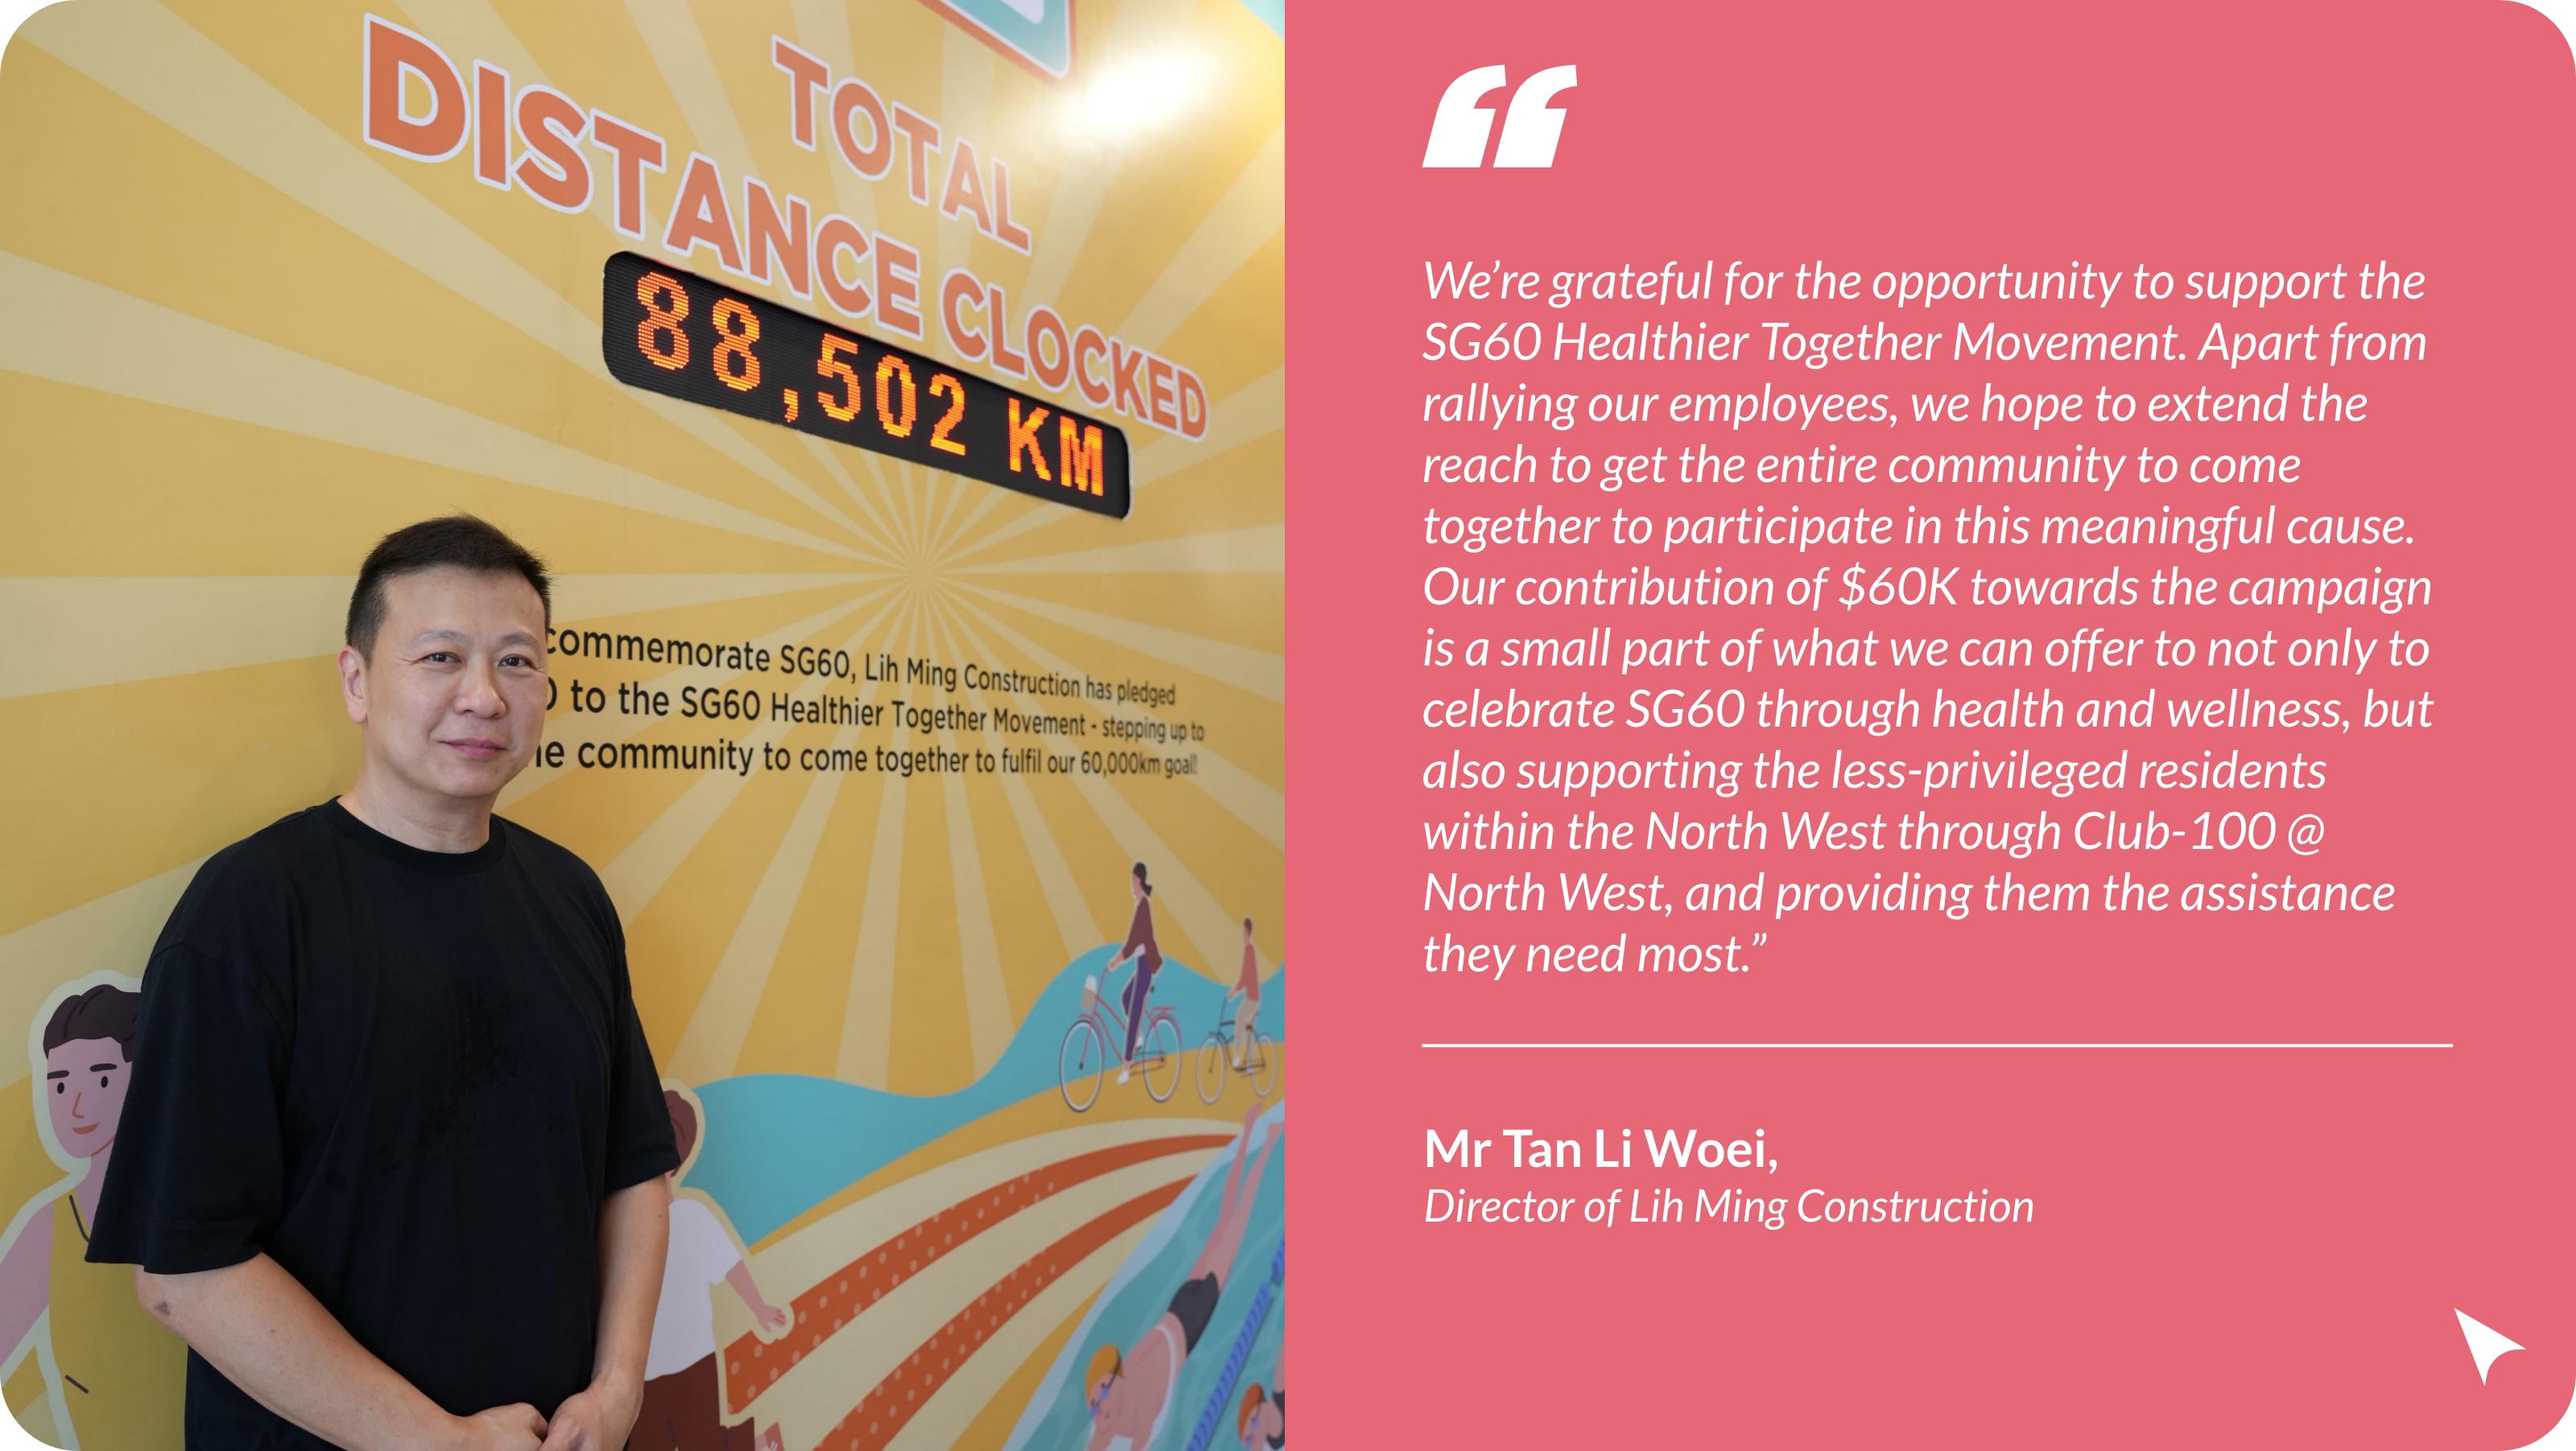 TOTAL
DISTANCE CLOCKED
88,502 KM
commemorate SG60, Lih Ming Construction has pledged
to the SG60 Healthier Together Movement - stepping up to
community to come together to fulfil our 60,000km goal!
“
We’re grateful for the opportunity to support the
SG60 Healthier Together Movement. Apart from
rallying our employees, we hope to extend the
reach to get the entire community to come
together to participate in this meaningful cause.
Our contribution of $60K towards the campaign
is a small part of what we can offer to not only to
celebrate SG60 through health and wellness, but
also supporting the less-privileged residents
within the North West through Club-100 @
North West, and providing them the assistance
they need most.”
Mr Tan Li Woei,
Director of Lih Ming Construction